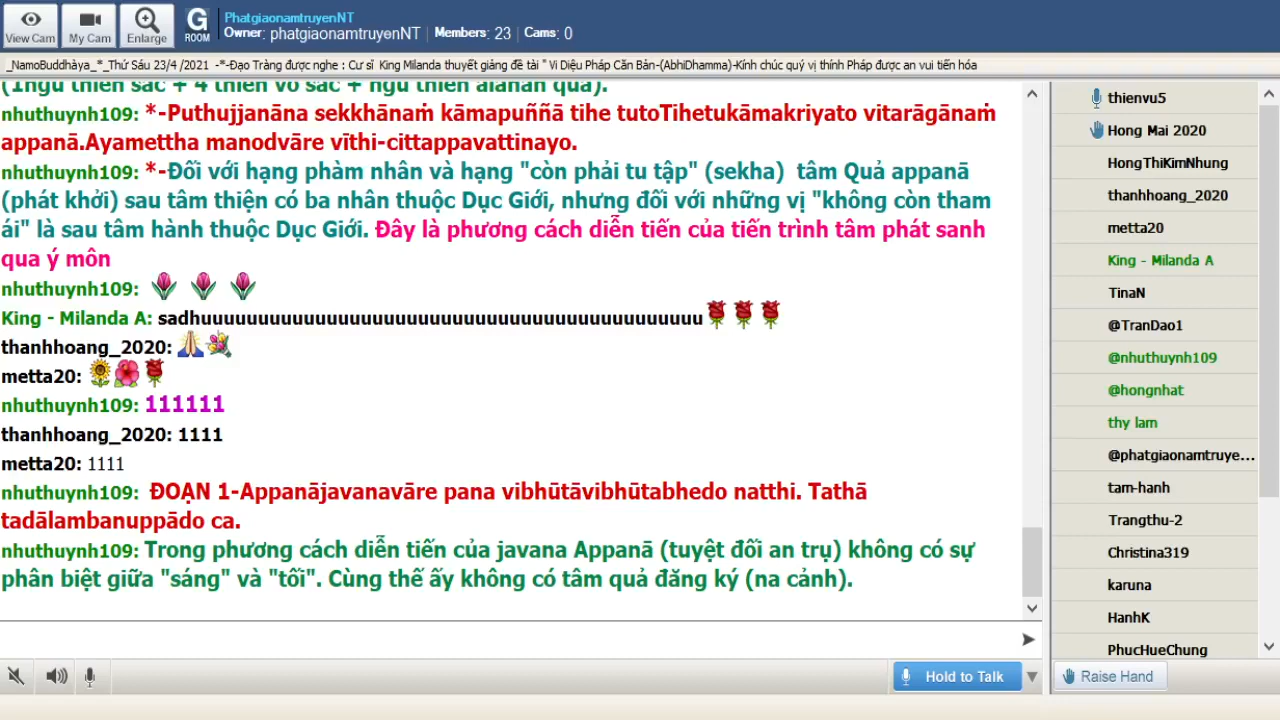 View Cam
My Cam
Enlarge
G
ROOM
PhatgiaonamtruyenNT
Owner: phatgiaonamtruyenNT | Members: 23 | Cams: 0
_NamoBuddhàya_*_Thứ Sáu 23/4 /2021 -*-Đạo Tràng được nghe : Cư sĩ King Milanda thuyết giảng đề tài " Vi Diệu Pháp Căn Bản-(AbhiDhamma)-Kính chúc quý vị thính Pháp được an vui tiến hóa
nhuthuynh109: *-Puthujjanāna sekkhānaṁ kāmapuññā tihe tutoTihetukāmakriyato vitarāgānaṁ
appanā.Ayamettha manodvāre vīthi-cittappavattinayo.
nhuthuynh109: *-Đối với hạng phàm nhân và hạng "còn phải tu tập" (sekha) tâm Quả appanā
(phát khởi) sau tâm thiện có ba nhân thuộc Dục Giới, nhưng đối với những vị "không còn tham
ái" là sau tâm hành thuộc Dục Giới. Đây là phương cách diễn tiến của tiến trình tâm phát sanh
qua ý môn
nhuthuynh109:
King - Milanda A: sadhuuuuuuuuuuuuuuuuuuuuuuuuuuuuuuuuuuuuuuuuuuuu
thanhhoang_2020:
metta20:
nhuthuynh109: 111111
thanhhoang_2020: 1111
metta20: 1111
nhuthuynh109: ĐOẠN 1-Appanājavanavāre pana vibhūtāvibhūtabhedo natthi. Tathā
tadālambanuppādo ca.
nhuthuynh109: Trong phương cách diễn tiến của javana Appanā (tuyệt đối an trụ) không có sự
phân biệt giữa "sáng" và "tối". Cùng thế ấy không có tâm quả đăng ký (na cảnh).
Hold to Talk
thienvu5
Hong Mai 2020
HongThiKimNhung
thanhhoang_2020
metta20
King - Milanda A
TinaN
@TranDao1
@nhuthuynh109
@hongnhat
thy lam
@phatgiaonamtruye...
tam-hanh
Trangthu-2
Christina319
karuna
HanhK
PhucHueChung
Raise Hand